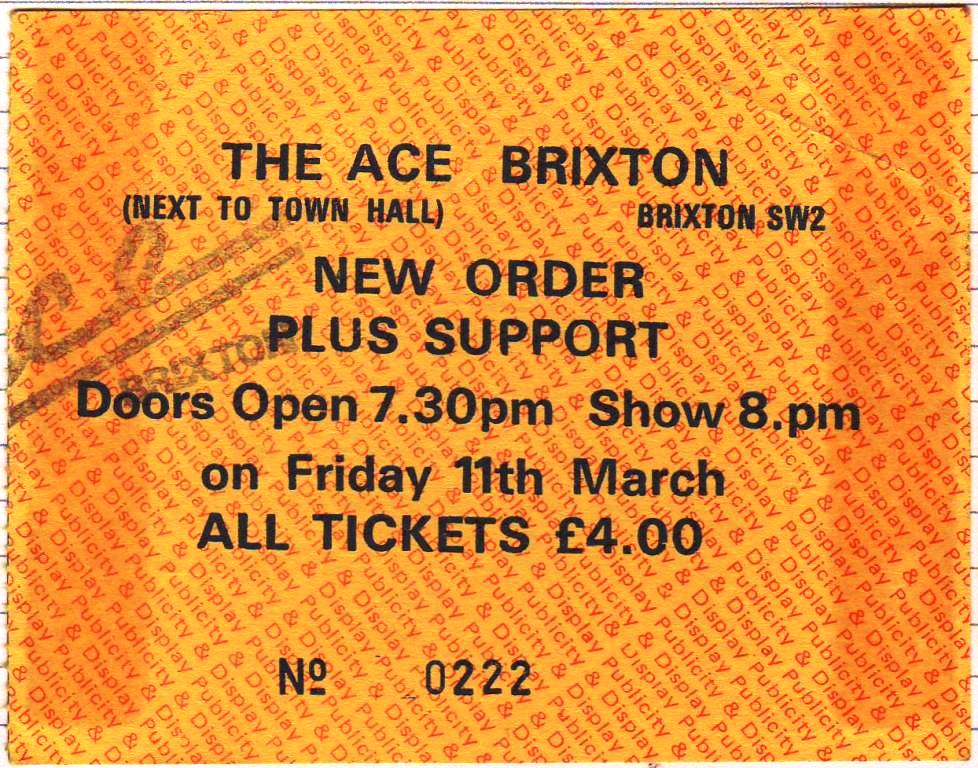 THE ACE BRIXTON
(NEXT TO TOWN HALL) BRIXTON SW2
NEW ORDER
PLUS SUPPORT
BRIXTON
Doors Open 7.30pm Show 8.pm
on Friday 11th March
ALL TICKETS £4.00
Nº 0222